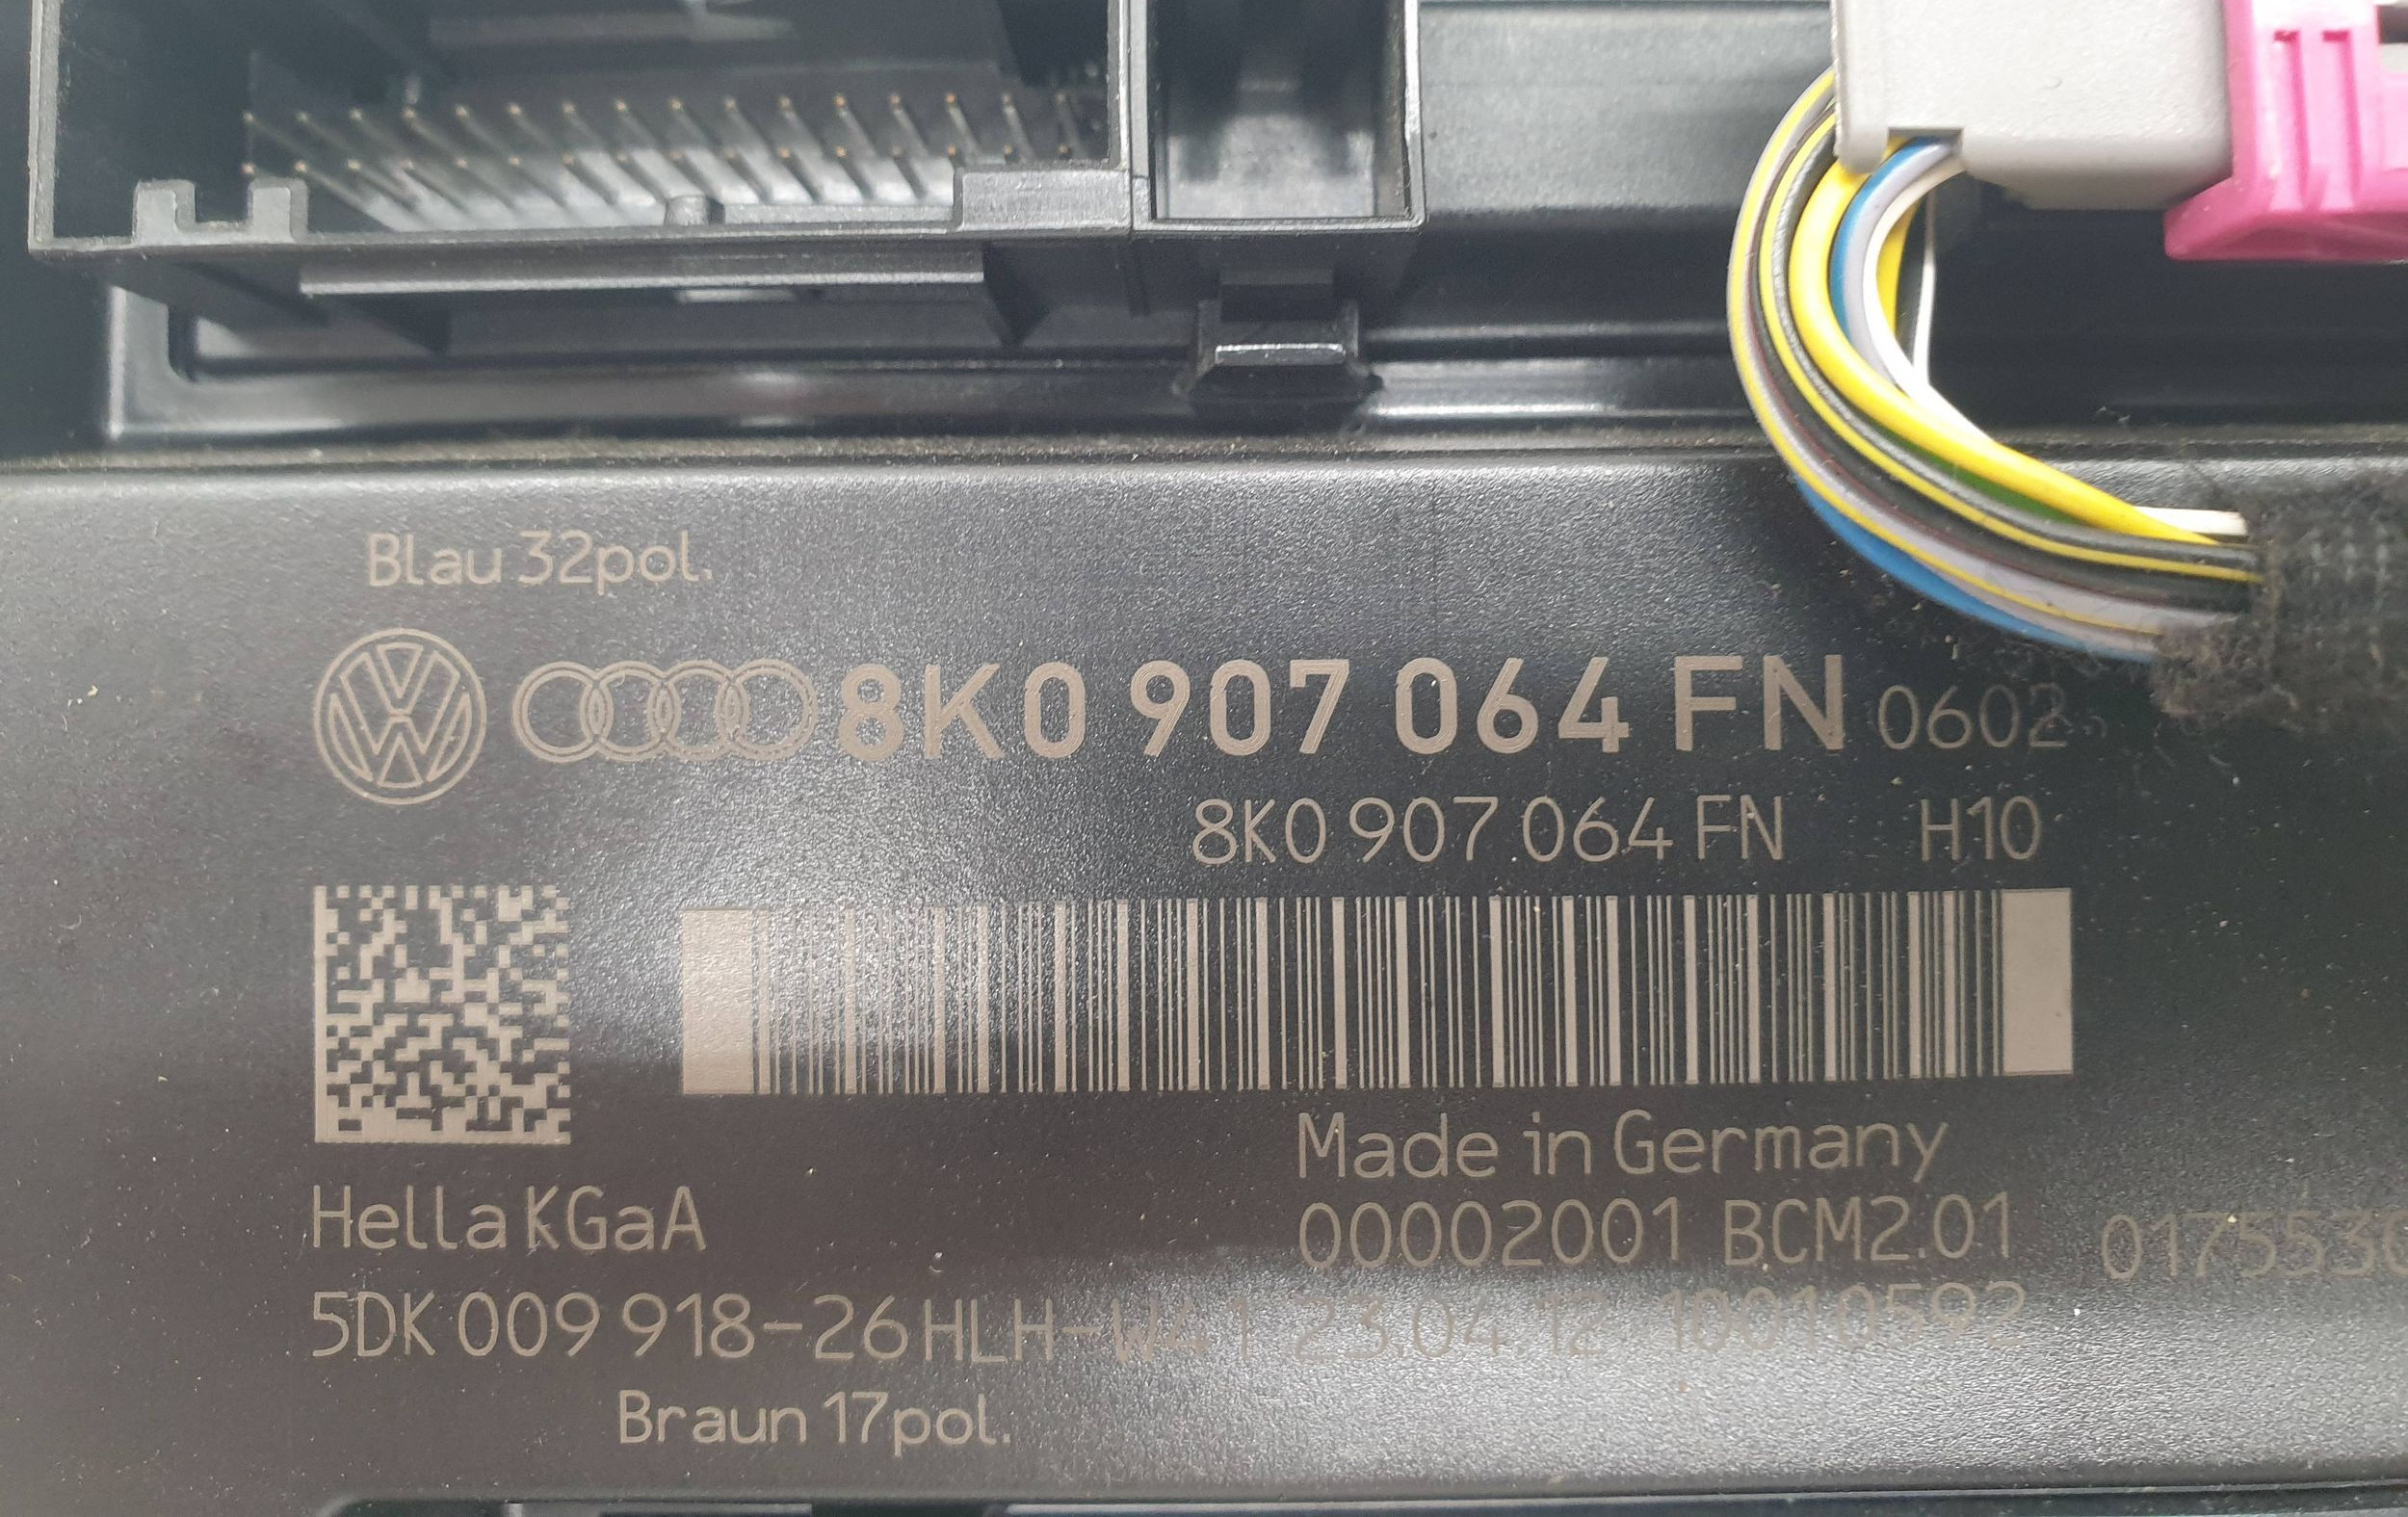 Blau 32pol.
8K0 907 064 FN 0602
8K0 907 064 FN H10
Made in Germany
Hella KGaA
00002001 BCM2.01
5DK 009 918-26 HLH-W41 23.04.12 10010592
Braun 17pol.